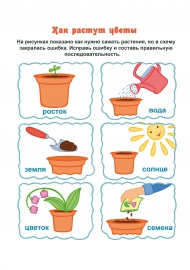 Как растут цветы
На рисунках показано как нужно сажать растения, но в схему
закралась ошибка. Исправь ошибку и составь правильную
последовательность.
росток
вода
земля
солнце
цветок
семена